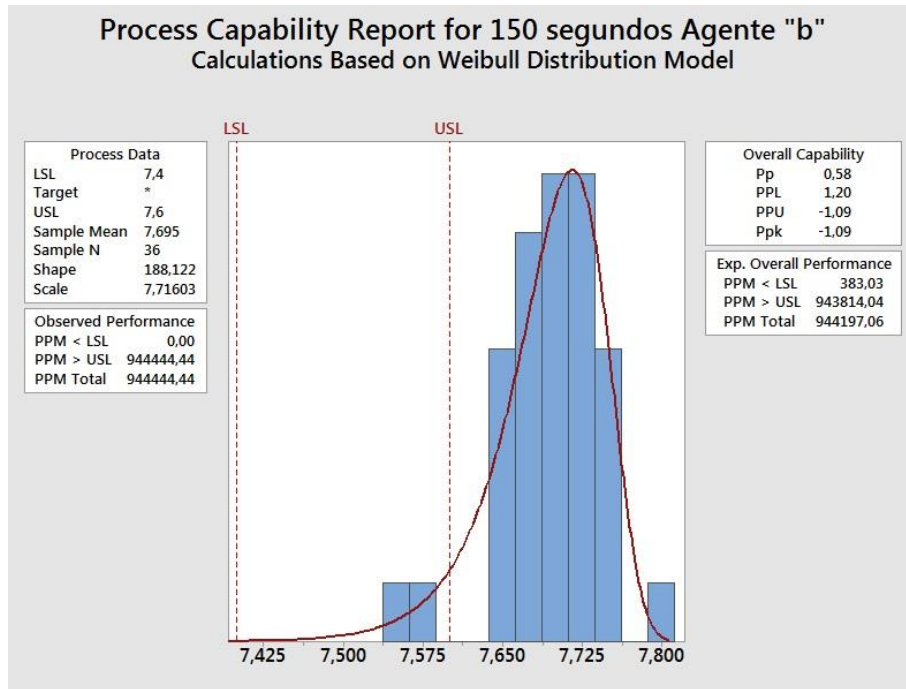 Process Capability Report for 150 segundos Agente "b"
Calculations Based on Weibull Distribution Model
LSL
USL
Process Data
LSL 7,4
Target *
USL 7,6
Sample Mean 7,695
Sample N 36
Shape 188,122
Scale 7,71603
Observed Performance
PPM < LSL 0,00
PPM > USL 944444,44
PPM Total 944444,44
Overall Capability
Pp 0,58
PPL 1,20
PPU -1,09
Ppk -1,09
Exp. Overall Performance
PPM < LSL 383,03
PPM > USL 943814,04
PPM Total 944197,06
7,425 7,500 7,575 7,650 7,725 7,800